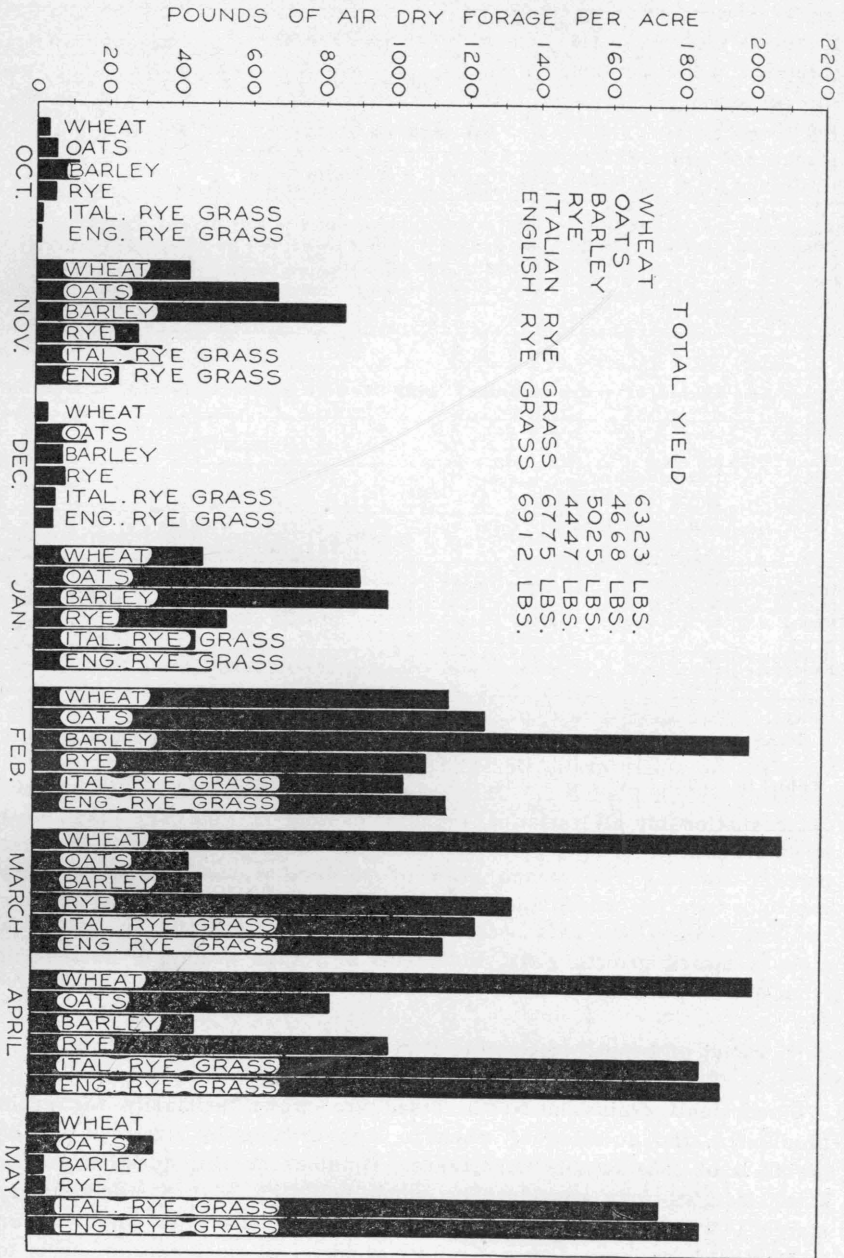 POUNDS OF AIR DRY FORAGE PER ACRE
2200
2000
1800
1600
1400
1200
1000
800
600
400
200
0
TOTAL YIELD
WHEAT 6323 LBS.
OATS 4668 LBS.
BARLEY 5025 LBS.
RYE 4447 LBS.
ITALIAN RYE GRASS 6775 LBS.
ENGLISH RYE GRASS 6912 LBS.
WHEAT
OATS
BARLEY
RYE
ITAL. RYE GRASS
ENG. RYE GRASS
OCT.
WHEAT
OATS
BARLEY
RYE
ITAL. RYE GRASS
ENG. RYE GRASS
NOV.
WHEAT
OATS
BARLEY
RYE
ITAL. RYE GRASS
ENG. RYE GRASS
DEC.
WHEAT
OATS
BARLEY
RYE
ITAL. RYE GRASS
ENG. RYE GRASS
JAN.
WHEAT
OATS
BARLEY
RYE
ITAL. RYE GRASS
ENG. RYE GRASS
FEB.
WHEAT
OATS
BARLEY
RYE
ITAL. RYE GRASS
ENG. RYE GRASS
MARCH
WHEAT
OATS
BARLEY
RYE
ITAL. RYE GRASS
ENG. RYE GRASS
APRIL
WHEAT
OATS
BARLEY
RYE
ITAL. RYE GRASS
ENG. RYE GRASS
MAY